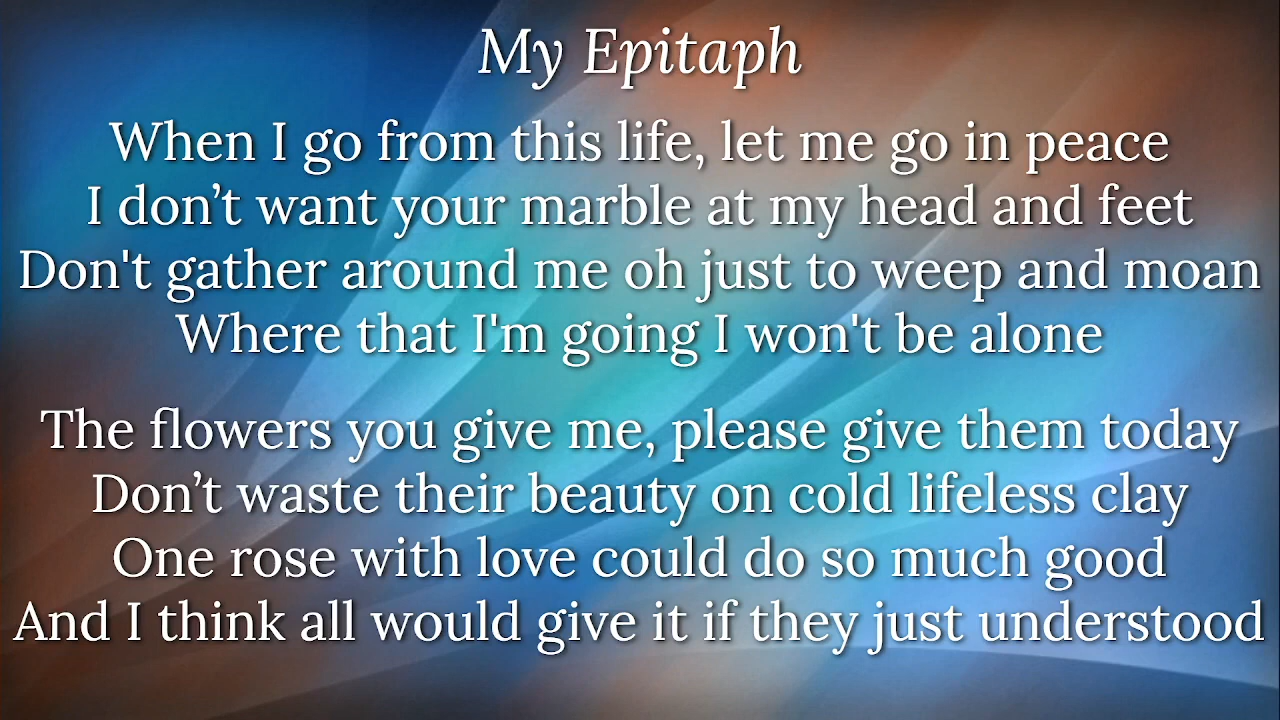 My Epitaph
When I go from this life, let me go in peace
I don’t want your marble at my head and feet
Don't gather around me oh just to weep and moan
Where that I'm going I won't be alone
The flowers you give me, please give them today
Don’t waste their beauty on cold lifeless clay
One rose with love could do so much good
And I think all would give it if they just understood